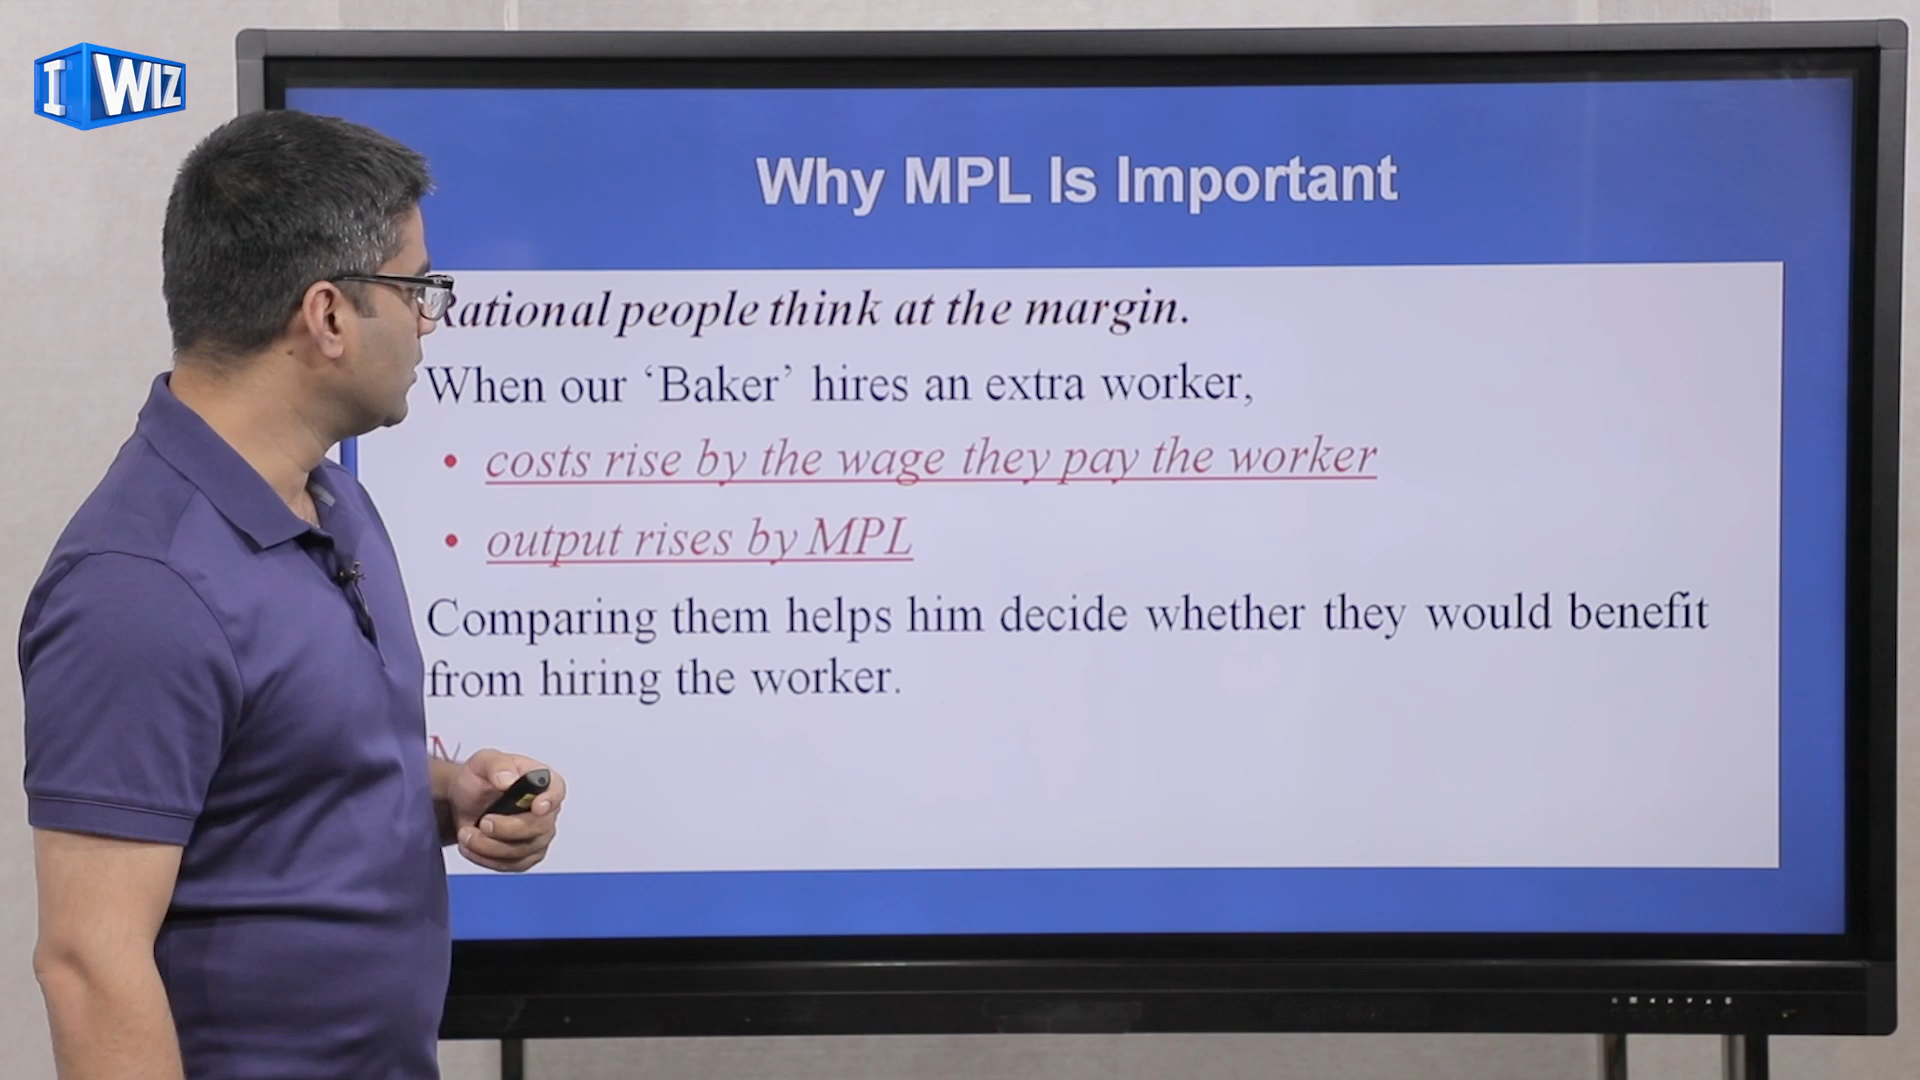 I WIZ
Why MPL Is Important
Rational people think at the margin.
When our ‘Baker’ hires an extra worker,
• costs rise by the wage they pay the worker
• output rises by MPL
Comparing them helps him decide whether they would benefit
from hiring the worker.